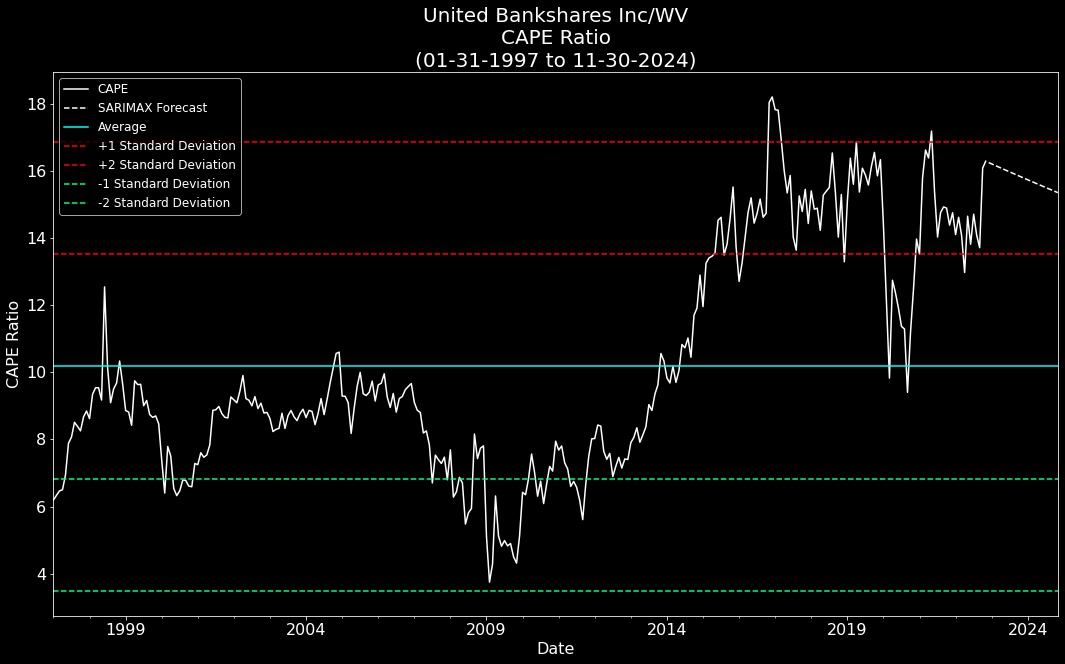 United Bankshares Inc/WV
CAPE Ratio
(01-31-1997 to 11-30-2024)
CAPE
SARIMAX Forecast
Average
+1 Standard Deviation
+2 Standard Deviation
-1 Standard Deviation
-2 Standard Deviation
CAPE Ratio
18
16
14
12
10
8
6
4
1999
2004
2009
2014
2019
2024
Date